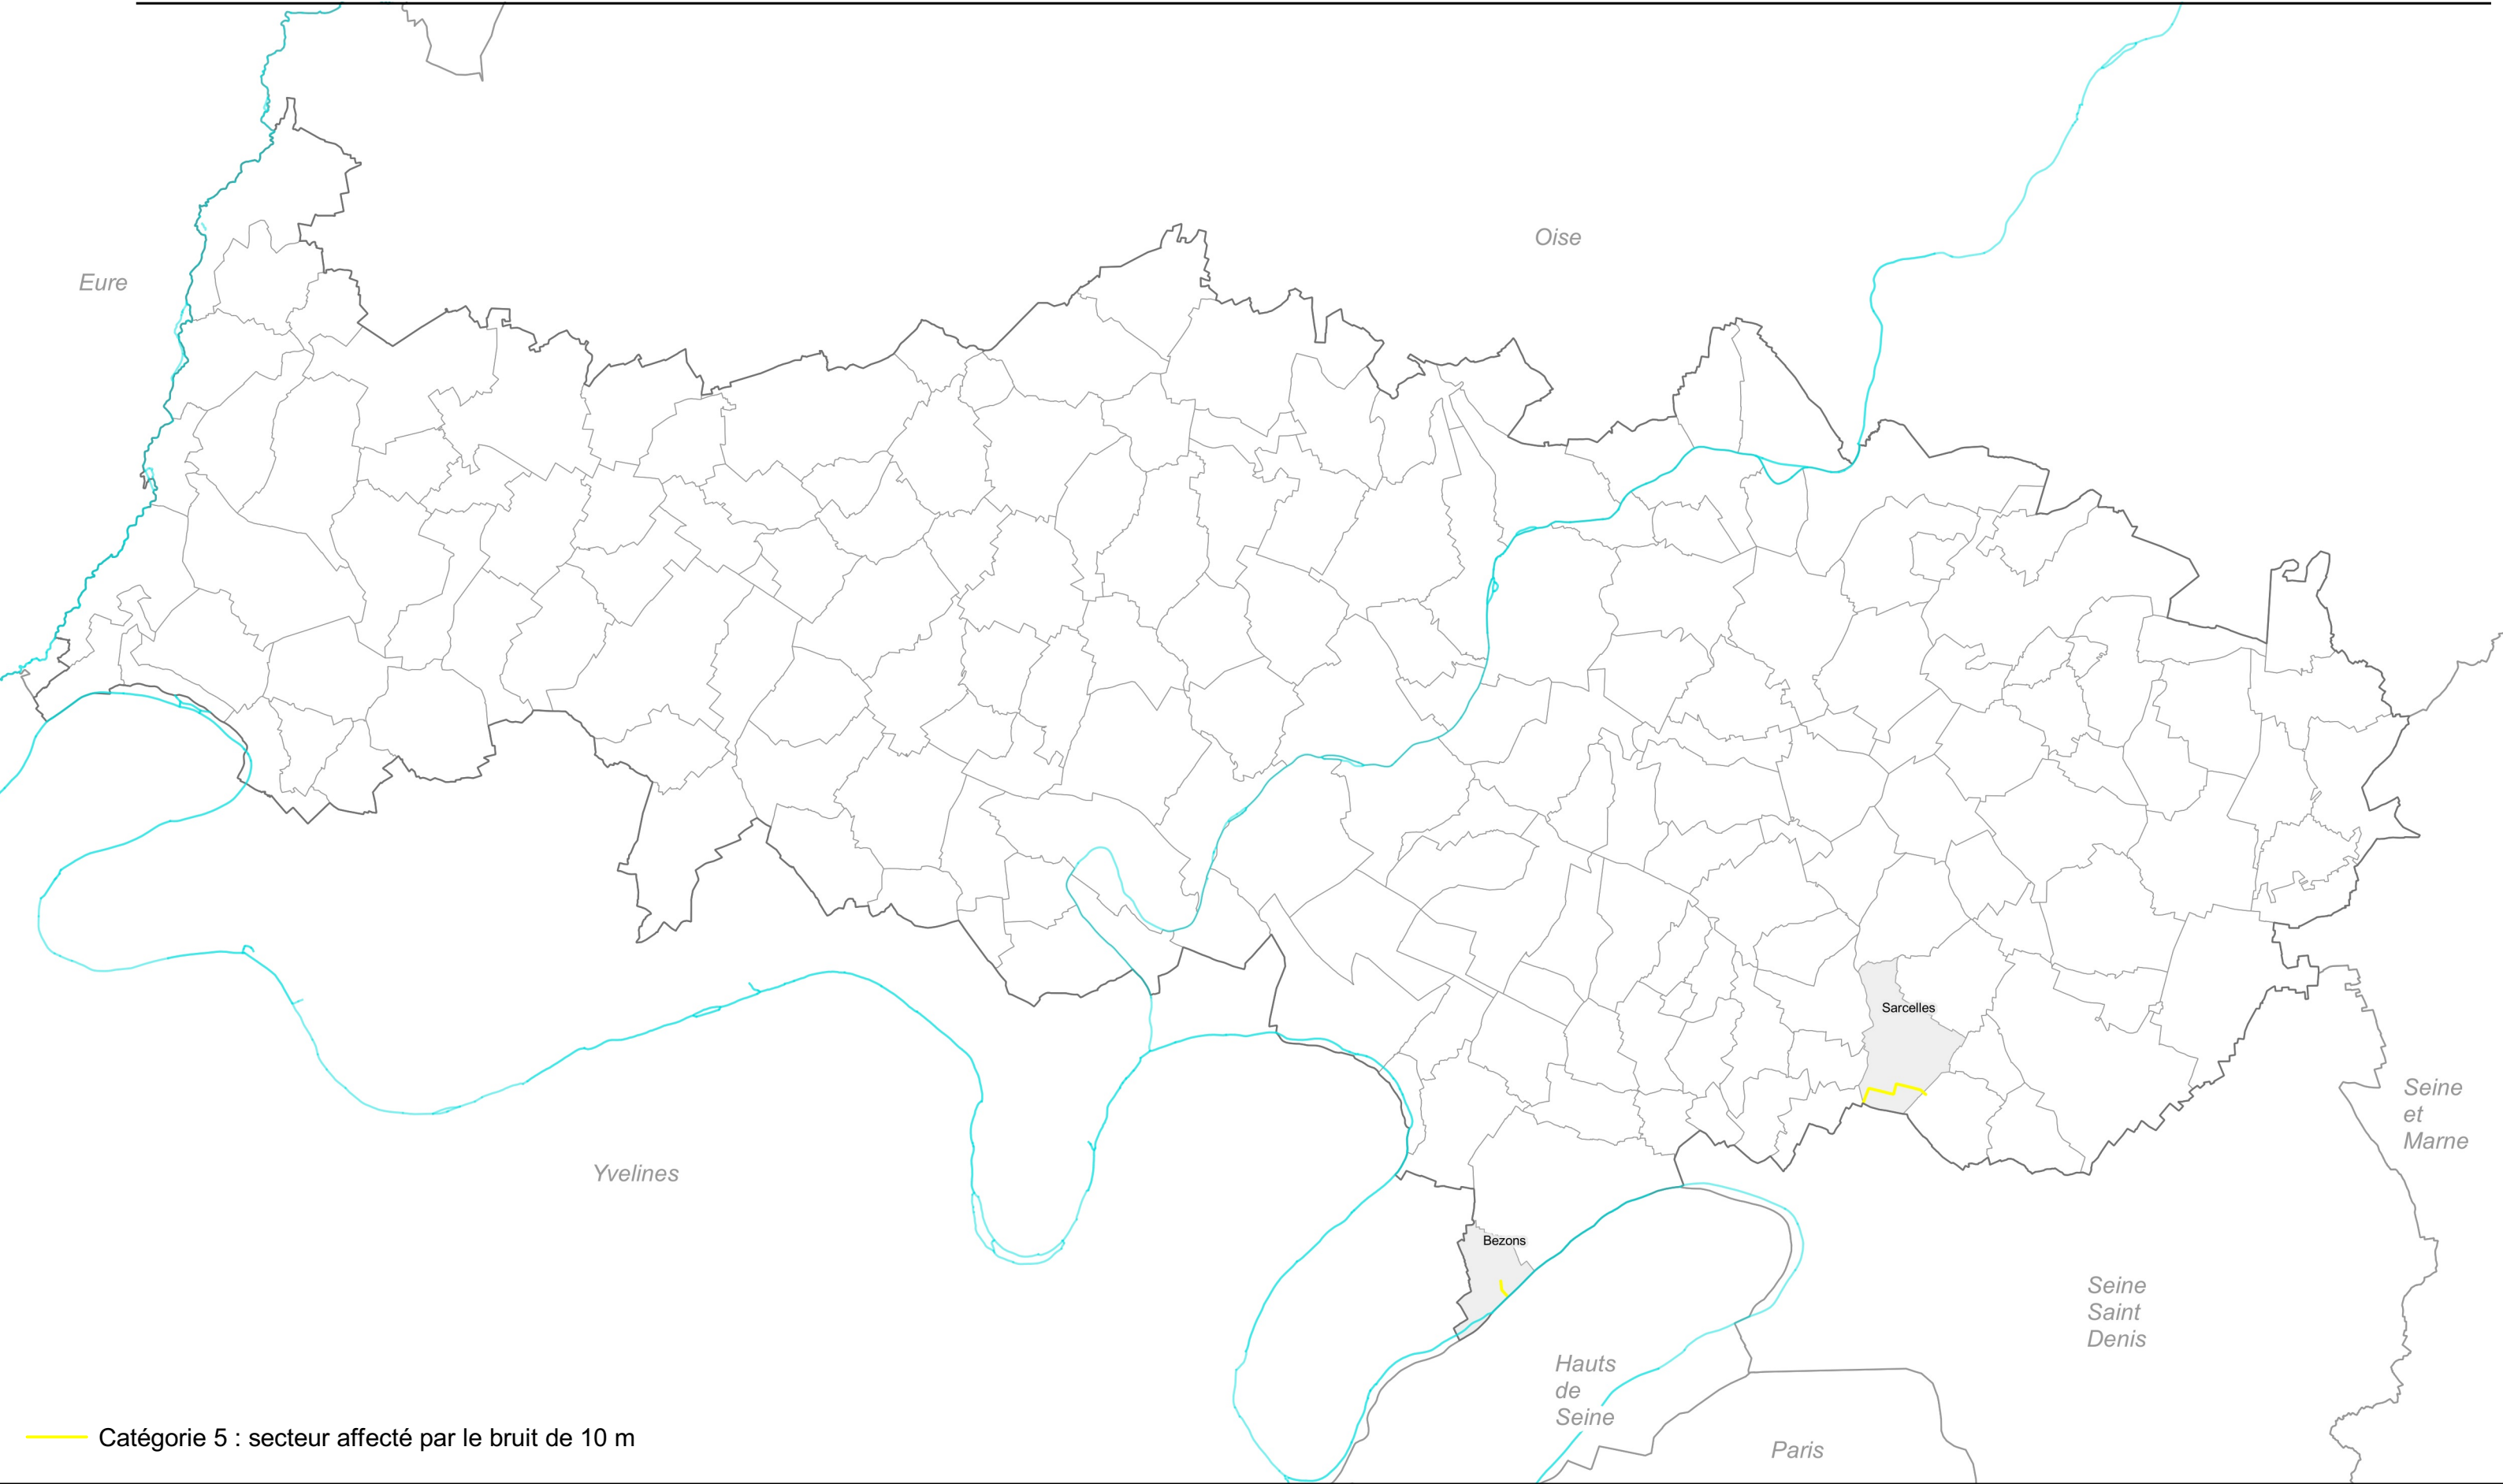 Oise
Eure
Sarcelles
Seine
et
Marne
Yvelines
Bezons
Seine
Saint
Denis
Hauts
de
Seine
Catégorie 5 : secteur affecté par le bruit de 10 m
Paris